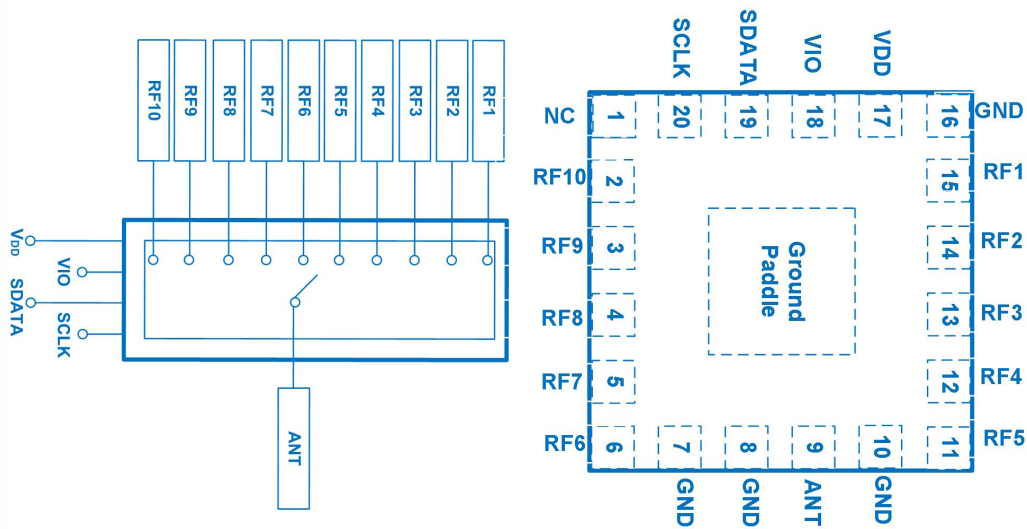 RF10
RF9
RF8
RF7
RF6
RF5
RF4
RF3
RF2
RF1
VDD
VIO
SDATA
SCLK
ANT
SCLK
SDATA
VIO
VDD
NC
1
20
19
18
17
16
GND
RF10
2
15
RF1
RF9
3
14
RF2
Ground
Paddle
RF8
4
13
RF3
RF7
5
12
RF4
RF6
6
7
8
9
10
11
RF5
GND
GND
ANT
GND